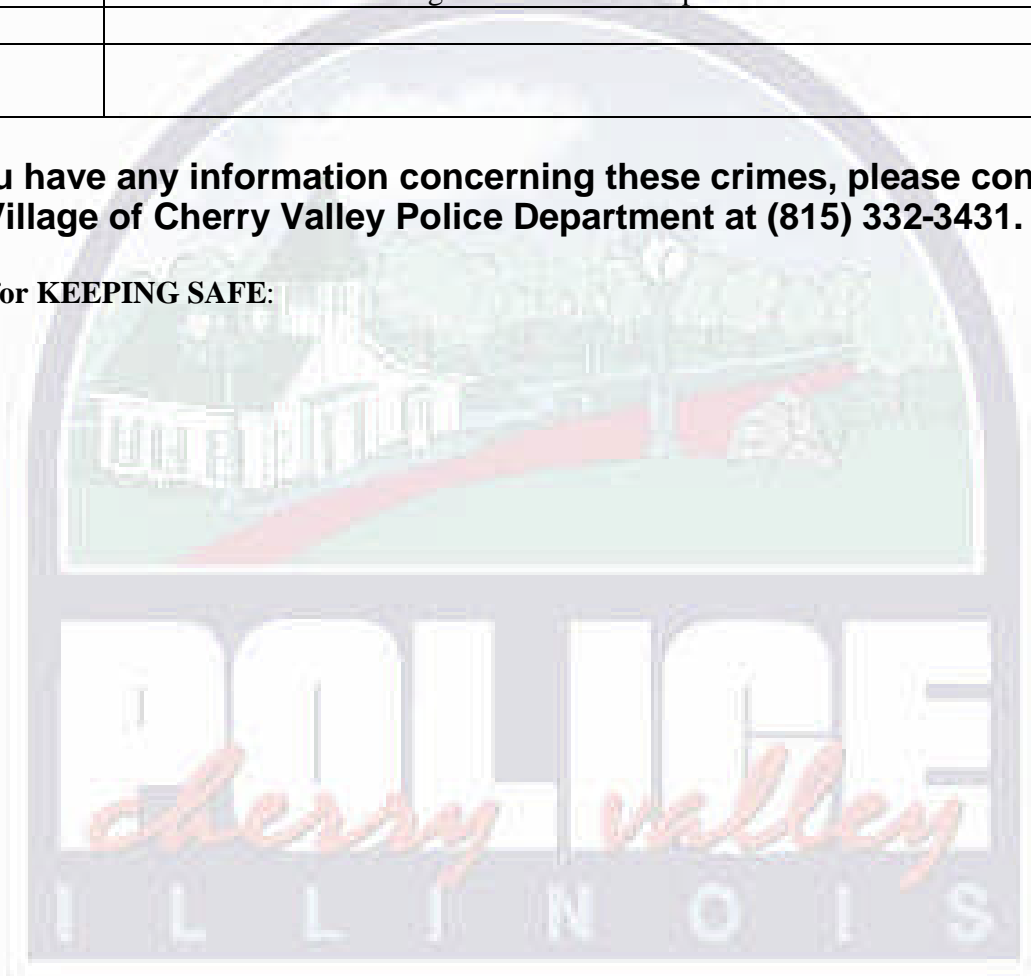 u have any information concerning these crimes, please con
Village of Cherry Valley Police Department at (815) 332-3431.
for KEEPING SAFE:
POLICE
cherry valley
ILLINOIS